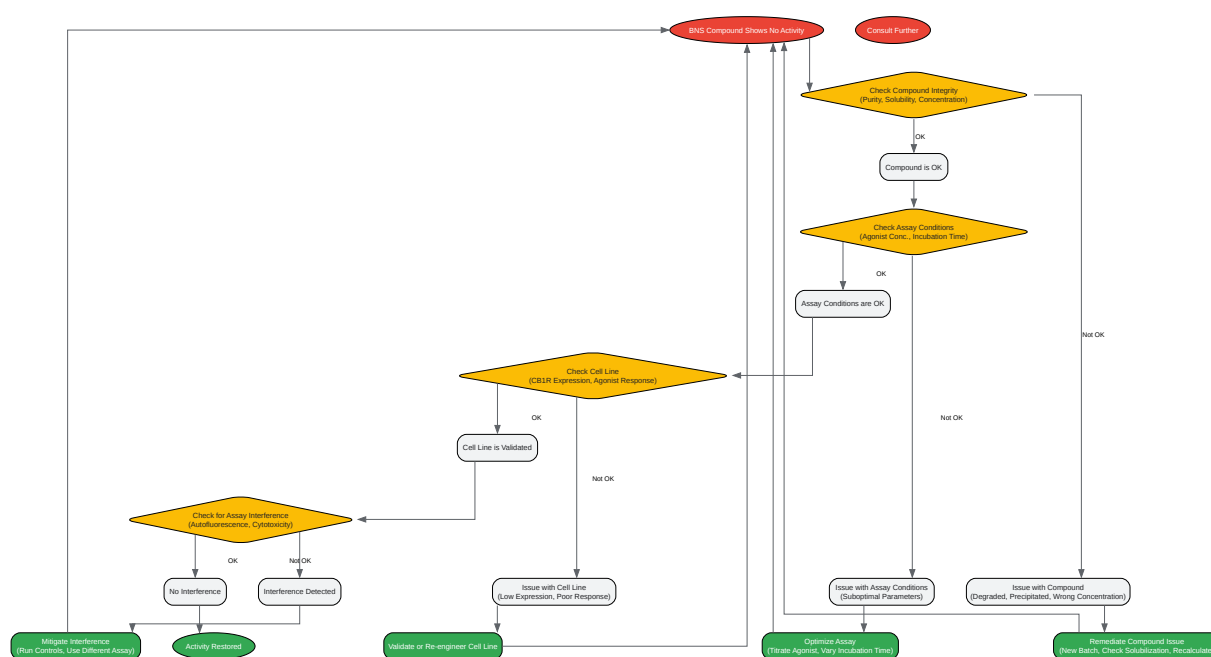 BNS Compound Shows No Activity
Consult Further
Check Compound Integrity
(Purity, Solubility, Concentration)
OK
Compound is OK
Check Assay Conditions
(Agonist Conc., Incubation Time)
OK
Assay Conditions are OK
Not OK
Check Cell Line
(CB1R Expression, Agonist Response)
OK
Not OK
Cell Line is Validated
Not OK
Check for Assay Interference
(Autofluorescence, Cytotoxicity)
OK
Not OK
No Interference
Interference Detected
Issue with Cell Line
(Low Expression, Poor Response)
Issue with Assay Conditions
(Suboptimal Parameters)
Issue with Compound
(Degraded, Precipitated, Wrong Concentration)
Mitigate Interference
(Run Controls, Use Different Assay)
Activity Restored
Validate or Re-engineer Cell Line
Optimize Assay
(Titrate Agonist, Vary Incubation Time)
Remediate Compound Issue
(New Batch, Check Solubilization, Recalculate